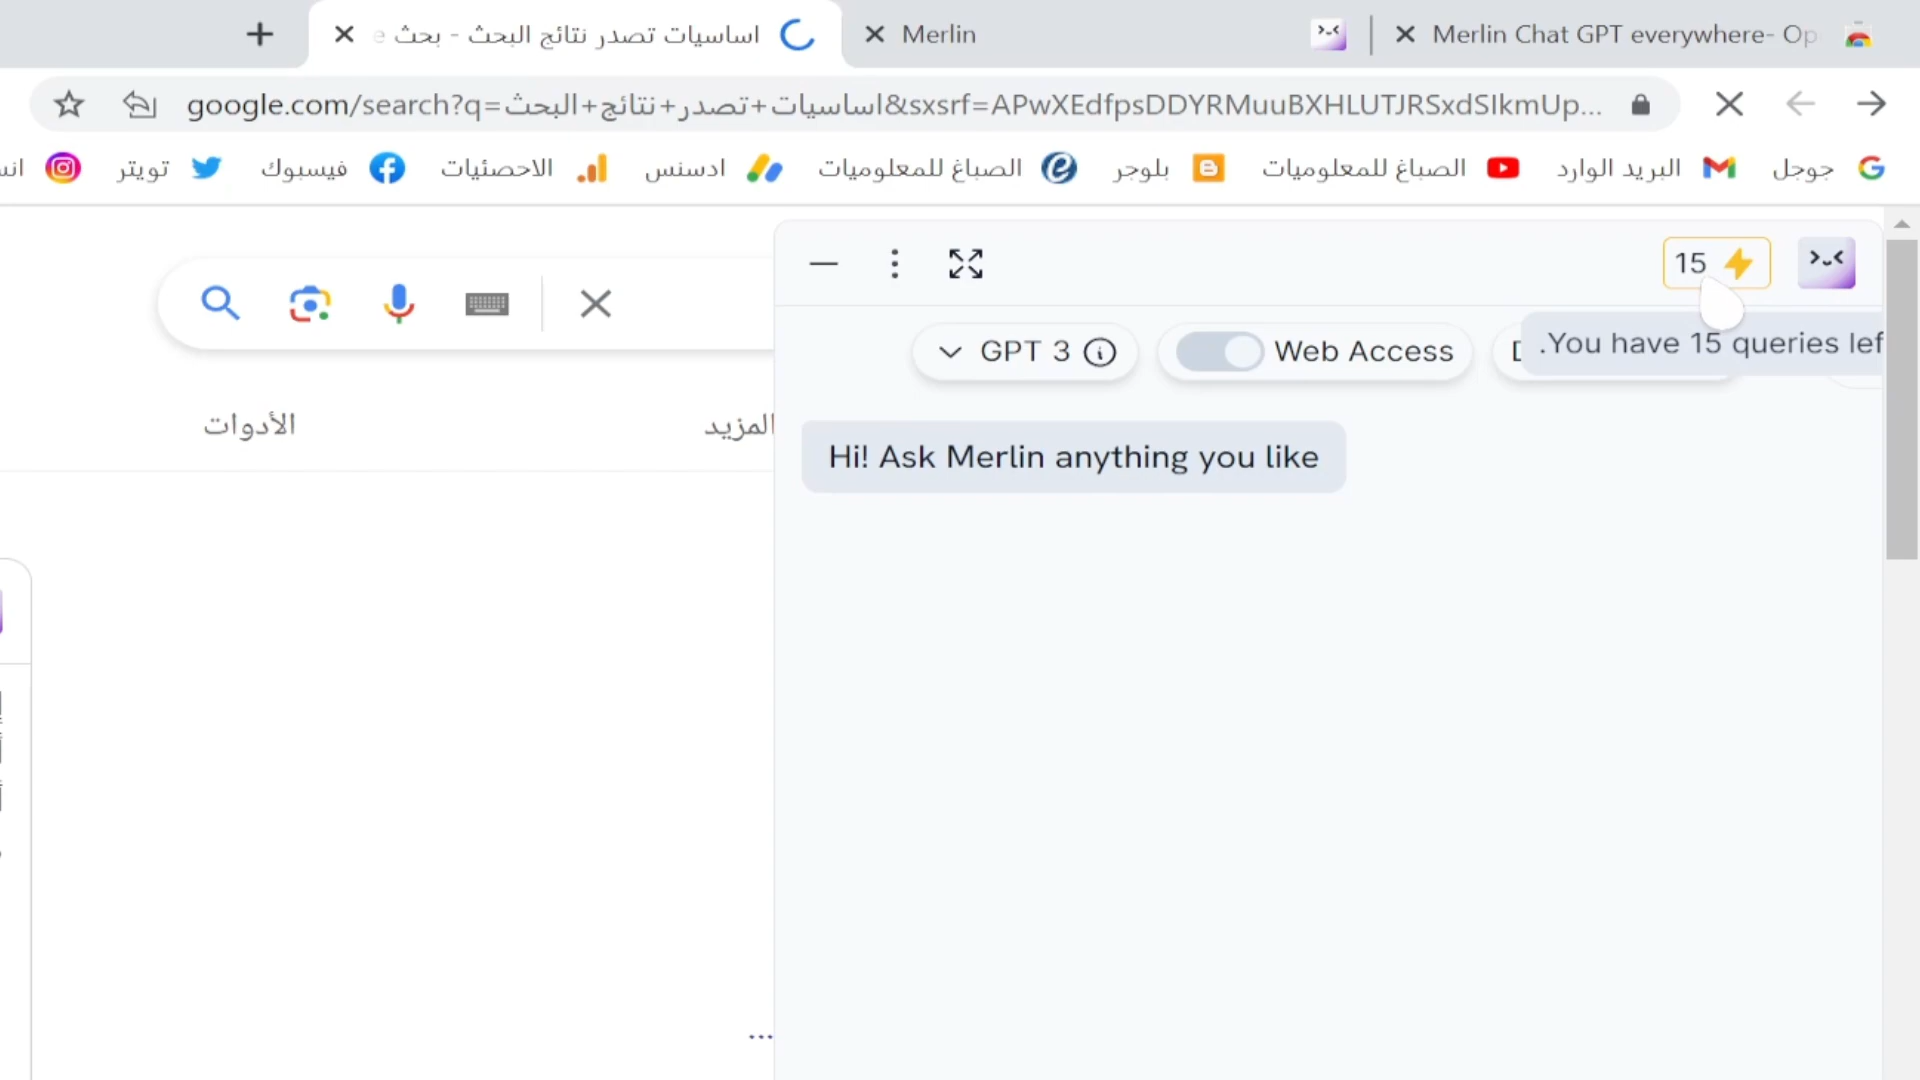 اساسيات تصدر نتائج البحث - بحث
Merlin
Merlin Chat GPT everywhere- Op
google.com/search?q=اساسيات+تصدر+نتائج+البحث&sxsrf=APwXEdfpsDDYRMuuBXHLUTJRSxdSIkmUp...
جوجل
البريد الوارد
الصباغ للمعلوميات
بلوجر
الصباغ للمعلوميات
ادسنس
الاحصئيات
فيسبوك
تويتر
انس
15
.You have 15 queries lef
GPT 3
Web Access
المزيد
الأدوات
Hi! Ask Merlin anything you like
...